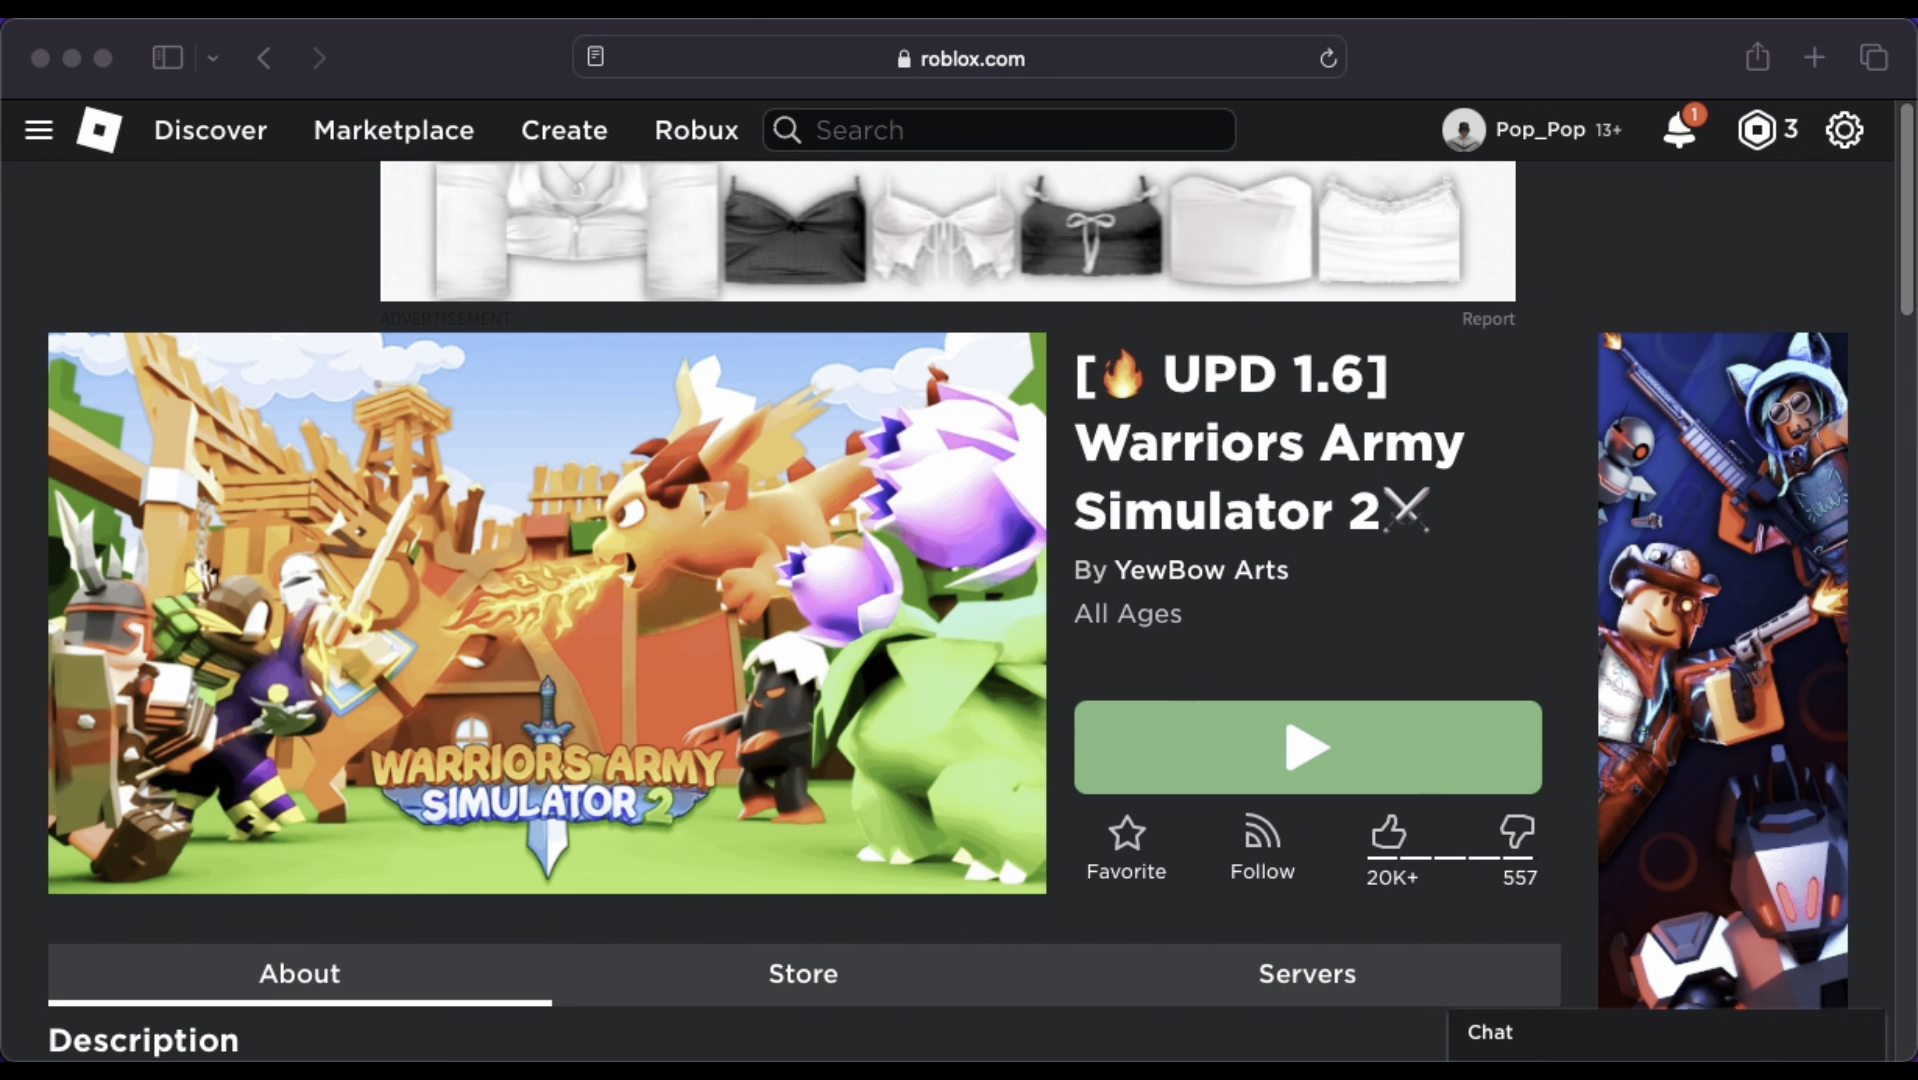 roblox.com
Discover
Marketplace
Create
Robux
Search
Pop_Pop 13+
1
3
ADVERTISEMENT
Report
[🔥 UPD 1.6]
Warriors Army
Simulator 2⚔
By YewBow Arts
All Ages
WARRIORS ARMY
SIMULATOR 2
Favorite
Follow
20K+
557
About
Store
Servers
Description
Chat